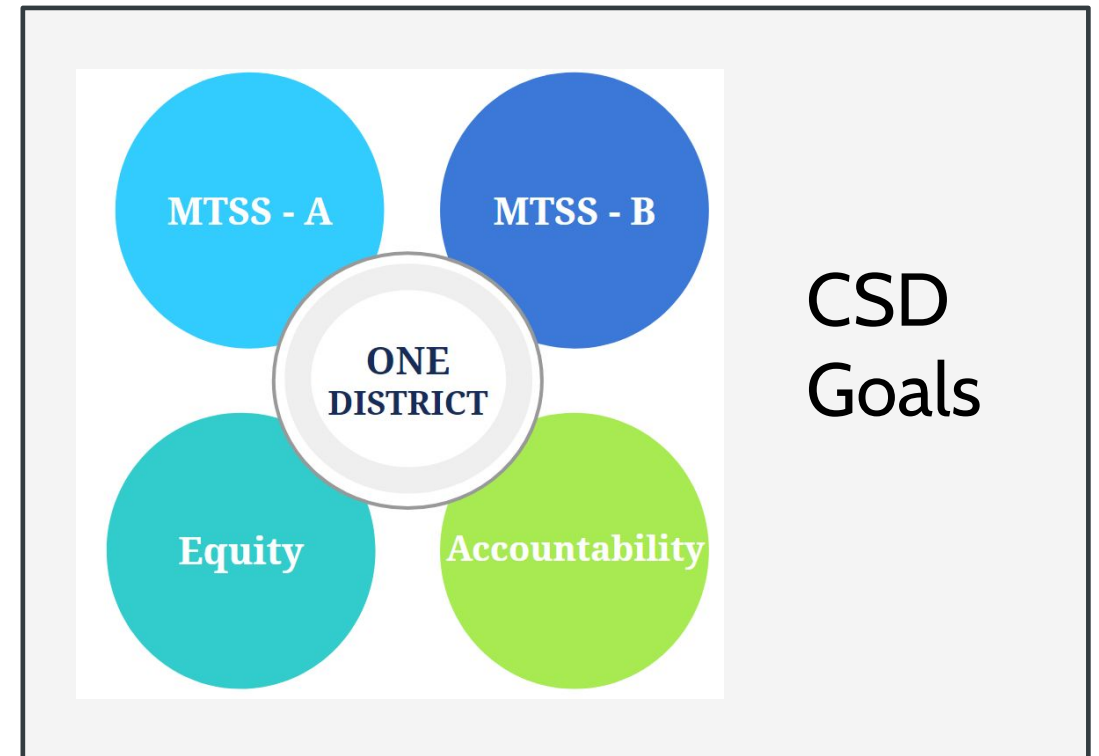 MTSS - A
MTSS - B
ONE
DISTRICT
Equity
Accountability
CSD
Goals